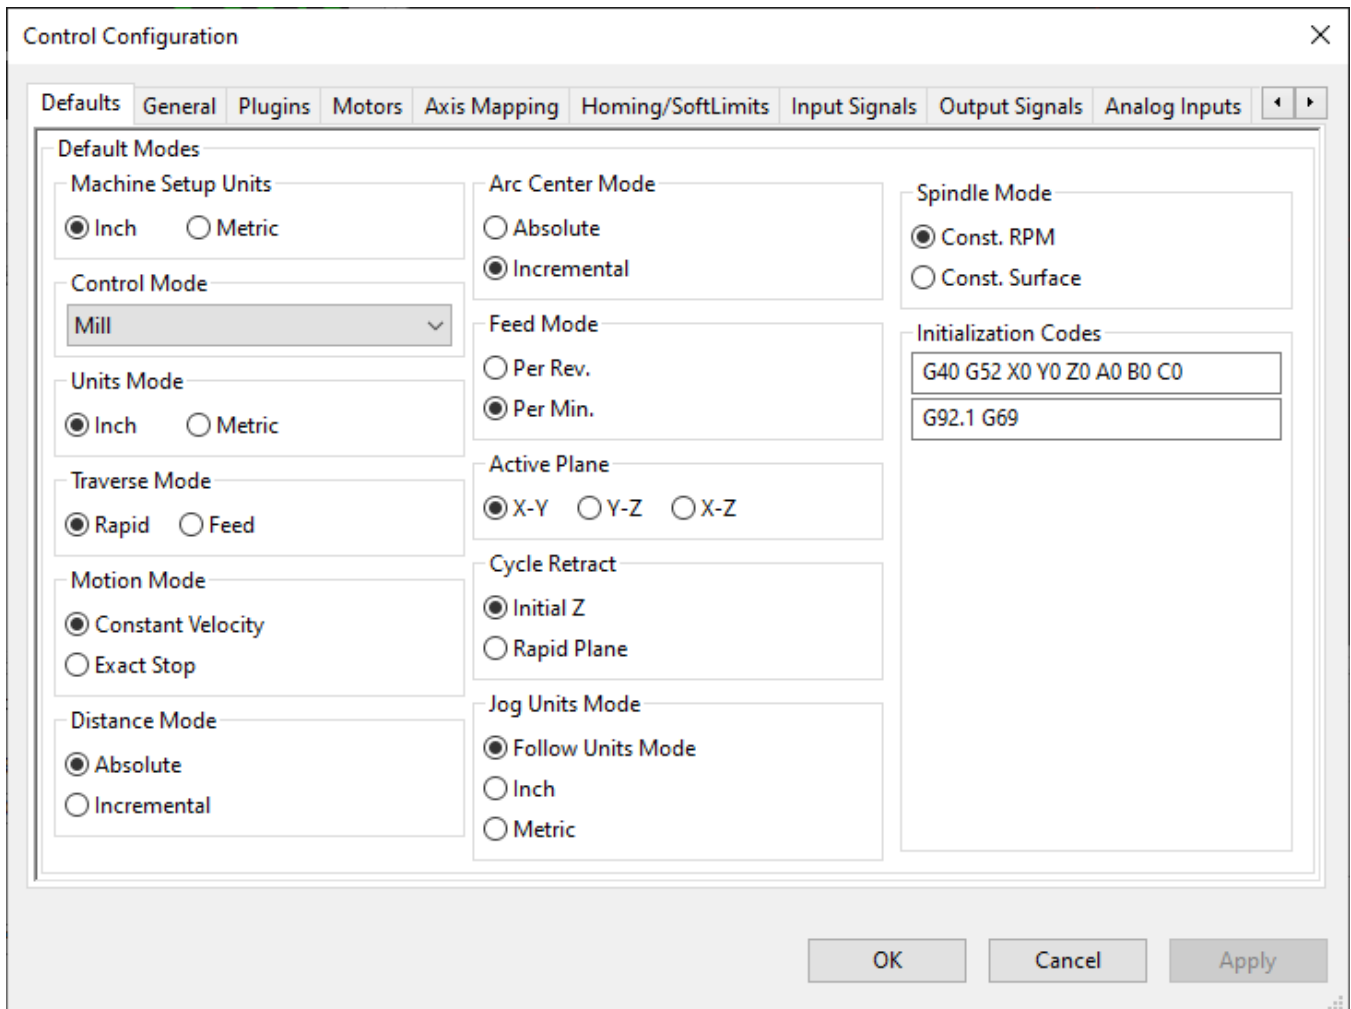 Control Configuration
Defaults General Plugins Motors Axis Mapping Homing/SoftLimits Input Signals Output Signals Analog Inputs
Default Modes
Machine Setup Units
Inch Metric
Control Mode
Mill
Units Mode
Inch Metric
Traverse Mode
Rapid Feed
Motion Mode
Constant Velocity
Exact Stop
Distance Mode
Absolute
Incremental
Arc Center Mode
Absolute
Incremental
Feed Mode
Per Rev.
Per Min.
Active Plane
X-Y Y-Z X-Z
Cycle Retract
Initial Z
Rapid Plane
Jog Units Mode
Follow Units Mode
Inch
Metric
Spindle Mode
Const. RPM
Const. Surface
Initialization Codes
G40 G52 X0 Y0 Z0 A0 B0 C0
G92.1 G69
OK Cancel Apply